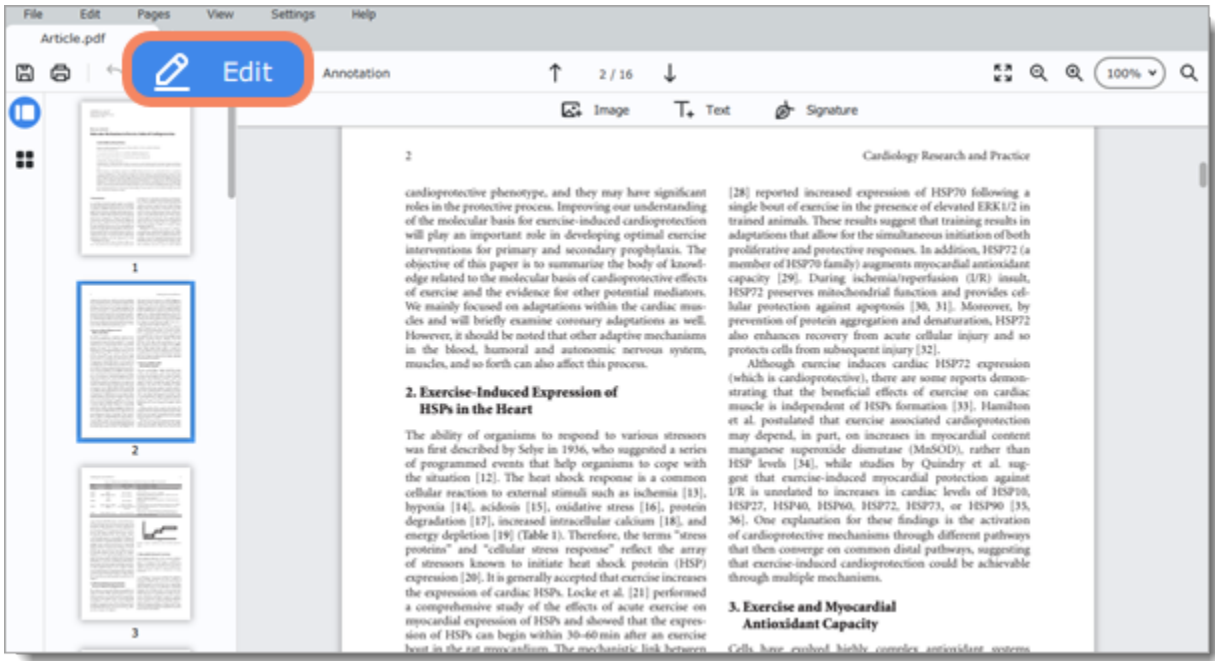 File Edit Pages View Settings Help
Article.pdf
Edit
Annotation
2 / 16
100%
Image Text Signature
1
2
3
2
Cardiology Research and Practice
cardioprotective phenotype, and they may have significant
roles in the protective process. Improving our understanding
of the molecular basis for exercise-induced cardioprotection
will play an important role in developing optimal exercise
interventions for primary and secondary prophylaxis. The
objective of this paper is to summarize the body of knowl-
edge related to the molecular basis of cardioprotective effects
of exercise and the evidence for other potential mediators.
We mainly focused on adaptations within the cardiac mus-
cles and will briefly examine coronary adaptations as well.
However, it should be noted that other adaptive mechanisms
in the blood, humoral and autonomic nervous system,
muscles, and so forth can also affect this process.
2. Exercise-Induced Expression of
HSPs in the Heart
The ability of organisms to respond to various stressors
was first described by Selye in 1936, who suggested a series
of programmed events that help organisms to cope with
the situation [12]. The heat shock response is a common
cellular reaction to external stimuli such as ischemia [13],
hypoxia [14], acidosis [15], oxidative stress [16], protein
degradation [17], increased intracellular calcium [18], and
energy depletion [19] (Table 1). Therefore, the terms “stress
proteins” and “cellular stress response” reflect the array
of stressors known to initiate heat shock protein (HSP)
expression [20]. It is generally accepted that exercise increases
the expression of cardiac HSPs. Locke et al. [21] performed
a comprehensive study of the effects of acute exercise on
myocardial expression of HSPs and showed that the expres-
sion of HSPs can begin within 30–60 min after an exercise
bout in the rat myocardium. The mechanistic link between
[28] reported increased expression of HSP70 following a
single bout of exercise in the presence of elevated ERK1/2 in
trained animals. These results suggest that training results in
adaptations that allow for the simultaneous initiation of both
proliferative and protective responses. In addition, HSP72 (a
member of HSP70 family) augments myocardial antioxidant
capacity [29]. During ischemia/reperfusion (I/R) insult,
HSP72 preserves mitochondrial function and provides cel-
lular protection against apoptosis [30, 31]. Moreover, by
prevention of protein aggregation and denaturation, HSP72
also enhances recovery from acute cellular injury and so
protects cells from subsequent injury [32].
Although exercise induces cardiac HSP72 expression
(which is cardioprotective), there are some reports demon-
strating that the beneficial effects of exercise on cardiac
muscle is independent of HSPs formation [33]. Hamilton
et al. postulated that exercise associated cardioprotection
may depend, in part, on increases in myocardial content
manganese superoxide dismutase (MnSOD), rather than
HSP levels [34], while studies by Quindry et al. sug-
gest that exercise-induced myocardial protection against
I/R is unrelated to increases in cardiac levels of HSP10,
HSP27, HSP40, HSP60, HSP72, HSP73, or HSP90 [35,
36]. One explanation for these findings is the activation
of cardioprotective mechanisms through different pathways
that then converge on common distal pathways, suggesting
that exercise-induced cardioprotection could be achievable
through multiple mechanisms.
3. Exercise and Myocardial
Antioxidant Capacity
Cells have evolved highly complex antioxidant systems